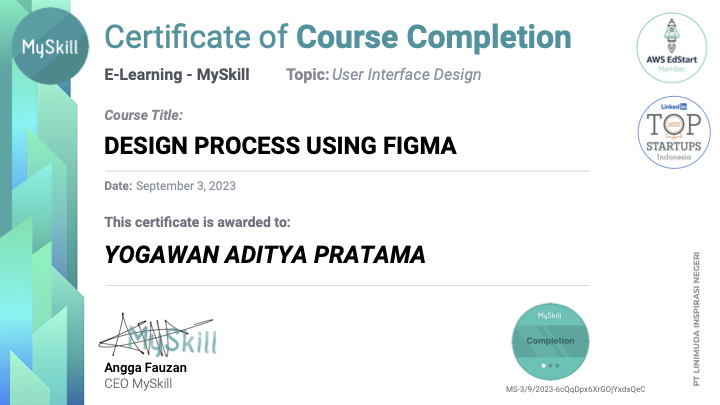 MySkill
Certificate of Course Completion
E-Learning - MySkill Topic: User Interface Design
Course Title:
DESIGN PROCESS USING FIGMA
Date: September 3, 2023
This certificate is awarded to:
YOGAWAN ADITYA PRATAMA
MySkill
Angga Fauzan
CEO MySkill
MySkill
Completion
MS-3/9/2023-6cQqDpx6XrGOjYxdsQeC
AWS EdStart
Member
LinkedIn
TOP
2022
STARTUPS
Indonesia
PT LINIMUDA INSPIRASI NEGERI